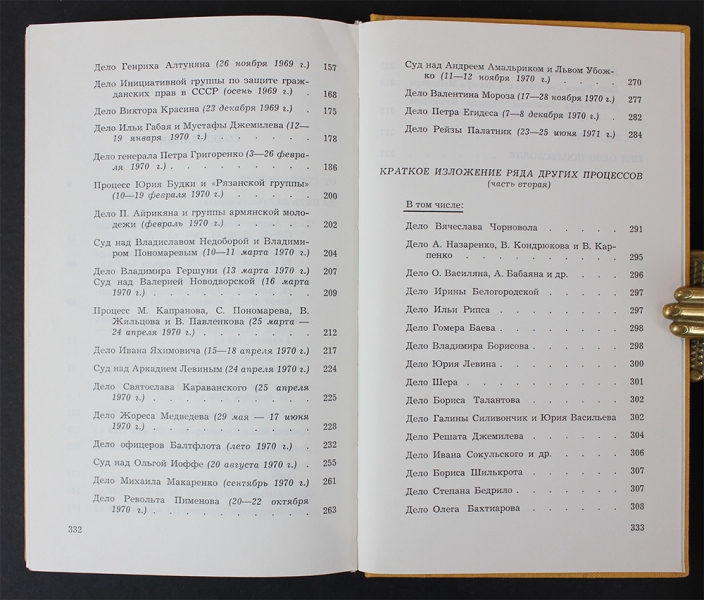 Дело Генриха Алтуняна (26 ноября 1969 г.) 157
Дело Инициативной группы по защите граж-
данских прав в СССР (осень 1969 г.) . 168
Дело Виктора Красина (23 декабря 1969 г.) . 175
Дело Ильи Габая и Мустафы Джемилева (12—
19 января 1970 г.) . . . . . . . 178
Дело генерала Петра Григоренко (3—26 февра-
ля 1970 г.) . . . . . . . . . 186
Процесс Юрия Будки и «Рязанской группы»
(10—19 февраля 1970 г.) . . . . . 200
Дело П. Айрикяна и группы армянской моло-
дежи (февраль 1970 г.) . . . . . 202
Суд над Владиславом Недоборой и Владими-
ром Пономаревым (10—11 марта 1970 г.) . 204
Дело Владимира Гершуни (13 марта 1970 г.) 207
Суд над Валерией Новодворской (16 марта
1970 г.) . . . . . . . . . . 209
Процесс М. Капранова, С. Пономарева, В.
Жильцова и В. Павленкова (25 марта —
24 апреля 1970 г.) . . . . . . . 212
Дело Ивана Яхимовича (15—18 апреля 1970 г.) 217
Суд над Аркадием Левиным (24 апреля 1970 г.) 224
Дело Святослава Караванского (25 апреля
1970 г.) . . . . . . . . . . 225
Дело Жореса Медведева (29 мая — 17 июня
1970 г.) . . . . . . . . . . 228
Дело офицеров Балтфлота (лето 1970 г.) . 232
Суд над Ольгой Иоффе (20 августа 1970 г.) . 255
Дело Михаила Макаренко (сентябрь 1970 г.) 261
Дело Револьта Пименова (20—22 октября
1970 г.) . . . . . . . . . . 263
332
Суд над Андреем Амальриком и Львом Убож-
ко (11—12 ноября 1970 г.) . . . . 270
Дело Валентина Мороза (17—28 ноября 1970 г.) 277
Дело Петра Егидеса (7—8 декабря 1970 г.) . 282
Дело Рейзы Палатник (23—25 июня 1971 г.) . 284
КРАТКОЕ ИЗЛОЖЕНИЕ РЯДА ДРУГИХ ПРОЦЕССОВ
(часть вторая)
В том числе:
Дело Вячеслава Чорновола . . . . . 291
Дело А. Назаренко, В. Кондрюкова и В. Кар-
пенко . . . . . . . . . . 295
Дело О. Василяна, А. Бабаяна и др. . . . 296
Дело Ирины Белогородской . . . . . 297
Дело Ильи Рипса . . . . . . . . 297
Дело Гомера Баева . . . . . . . . 298
Дело Владимира Борисова . . . . . . 298
Дело Юрия Левина . . . . . . . . 300
Дело Шера . . . . . . . . . . 301
Дело Бориса Талантова . . . . . . 302
Дело Галины Силивончик и Юрия Васильева 302
Дело Решата Джемилева . . . . . . 304
Дело Ивана Сокульского и др. . . . . 306
Дело Бориса Шилькрота . . . . . . 307
Дело Степана Бедрило . . . . . . . 307
Дело Олега Бахтиарова . . . . . . 308
333